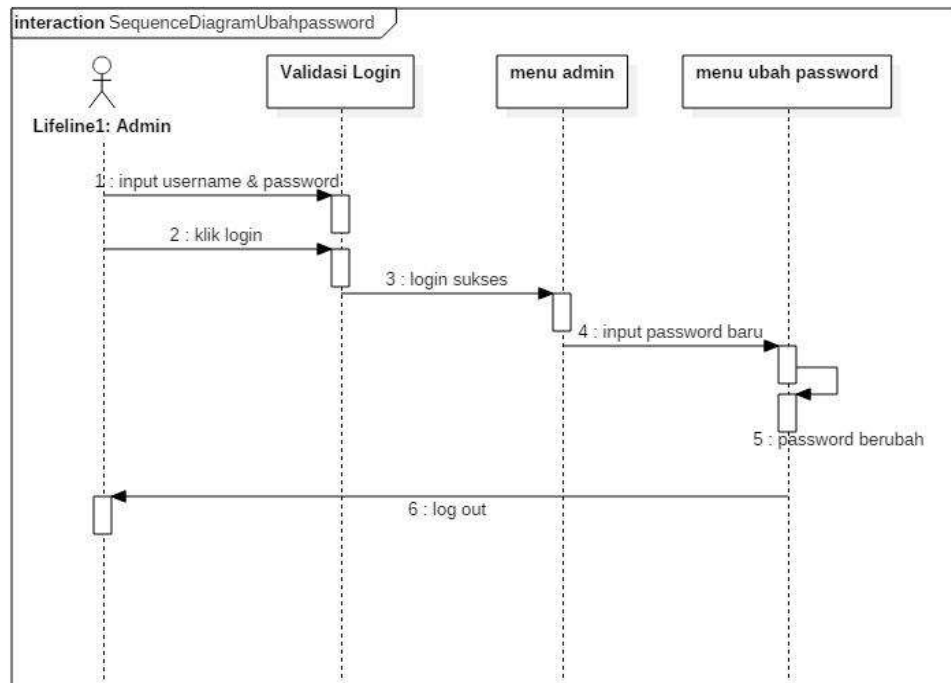 interaction SequenceDiagramUbahpassword
Validasi Login
menu admin
menu ubah password
Lifeline1: Admin
1 : input username & password
2 : klik login
3 : login sukses
4 : input password baru
5 : password berubah
6 : log out